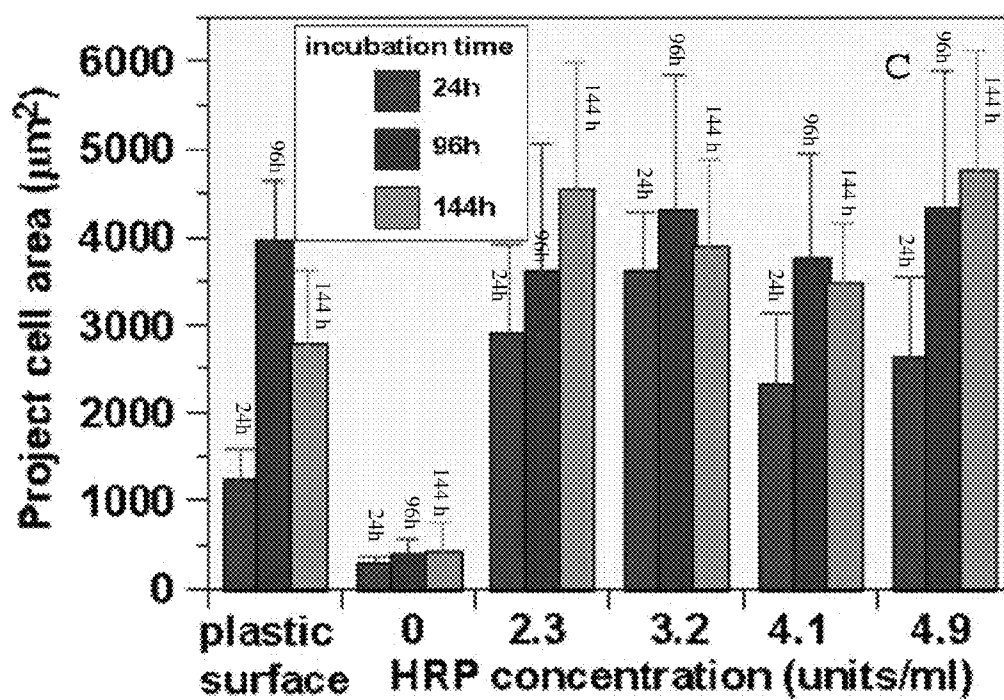 Project cell area (μm²)
6000
5000
4000
3000
2000
1000
0
incubation time
24h
96h
144h
C
24h
96h
144 h
24h
96h
144 h
24h
96h
144 h
24h
96h
144 h
24h
96h
144 h
24h
96h
144 h
plastic surface
0
2.3
3.2
4.1
4.9
HRP concentration (units/ml)